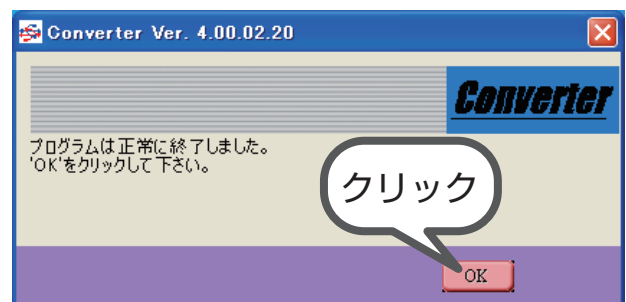 Converter Ver. 4.00.02.20
Converter
プログラムは正常に終了しました。
'OK'をクリックして下さい。
クリック
OK